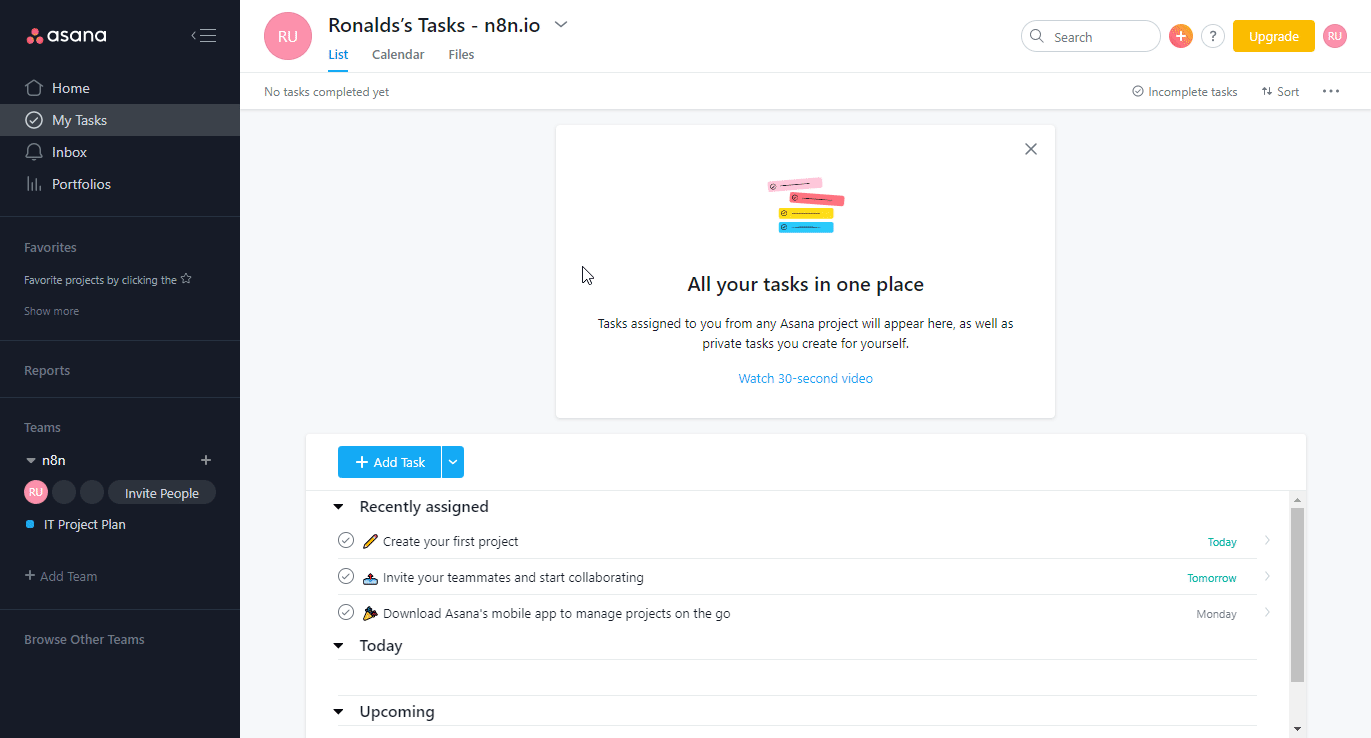 asana
Home
My Tasks
Inbox
Portfolios
Favorites
Favorite projects by clicking the
Show more
Reports
Teams
n8n
RU
Invite People
IT Project Plan
+ Add Team
Browse Other Teams
RU
Ronalds’s Tasks - n8n.io
List Calendar Files
Search
+
?
Upgrade
RU
No tasks completed yet
Incomplete tasks
Sort
All your tasks in one place
Tasks assigned to you from any Asana project will appear here, as well as
private tasks you create for yourself.
Watch 30-second video
+ Add Task
Recently assigned
Create your first project Today
Invite your teammates and start collaborating Tomorrow
Download Asana's mobile app to manage projects on the go Monday
Today
Upcoming